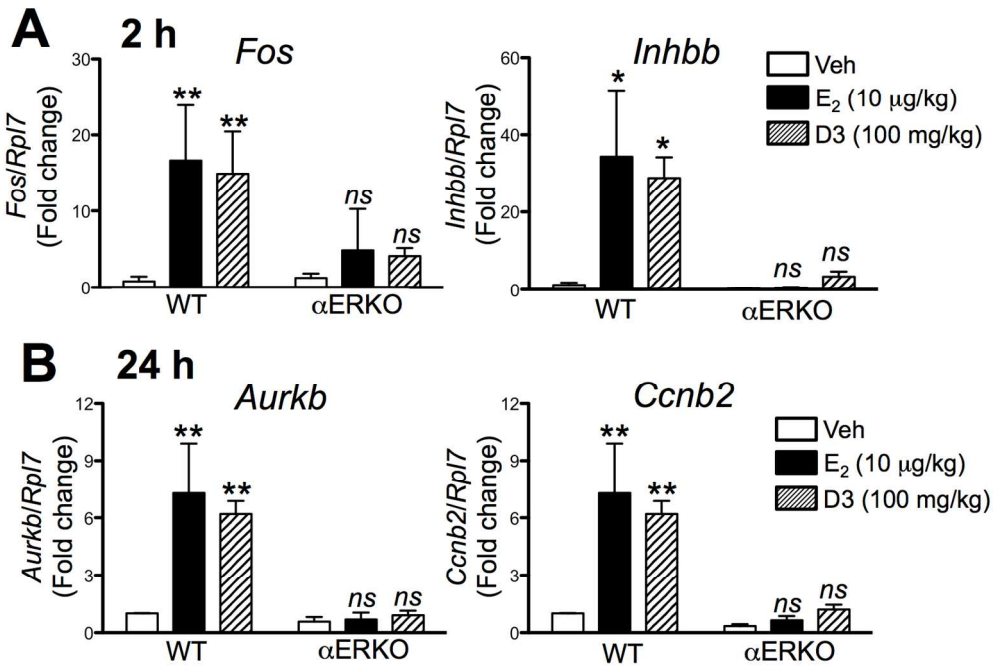 A 2 h
Fos
Fos/Rpl7
(Fold change)
30
20
10
0
**
**
ns
ns
WT
αERKO
Inhbb
Inhbb/Rpl7
(Fold change)
60
40
20
0
*
*
ns
ns
WT
αERKO
Veh
E₂ (10 μg/kg)
D3 (100 mg/kg)
B 24 h
Aurkb
Aurkb/Rpl7
(Fold change)
12
9
6
3
0
**
**
ns
ns
WT
αERKO
Ccnb2
Ccnb2/Rpl7
(Fold change)
12
9
6
3
0
**
**
ns
ns
WT
αERKO
Veh
E₂ (10 μg/kg)
D3 (100 mg/kg)